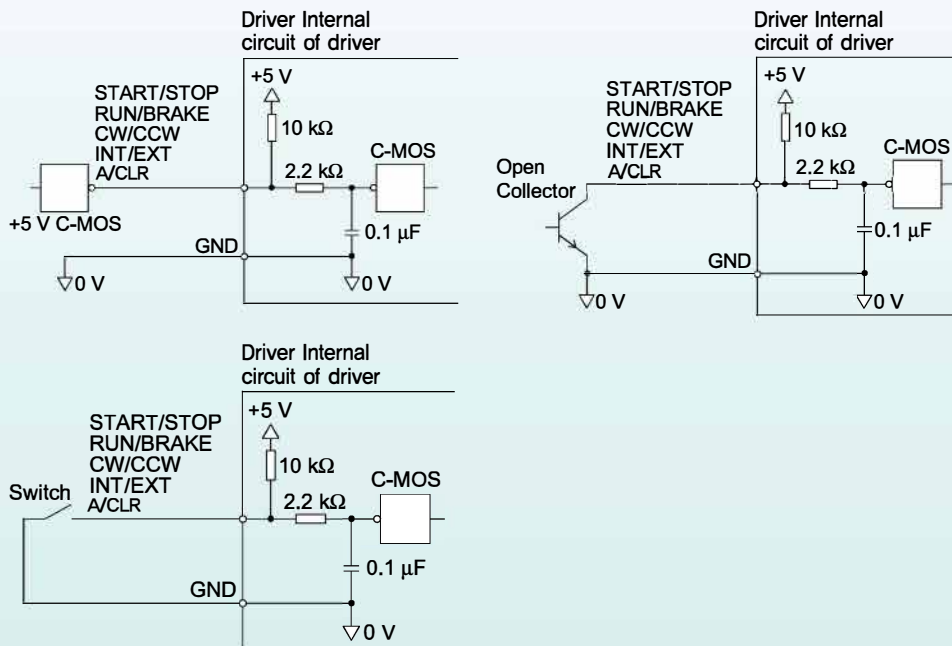 Driver Internal
circuit of driver
+5 V
START/STOP
RUN/BRAKE
CW/CCW
INT/EXT
A/CLR
10 kΩ
2.2 kΩ
C-MOS
+5 V C-MOS
0.1 μF
GND
0 V
0 V
Driver Internal
circuit of driver
+5 V
START/STOP
RUN/BRAKE
CW/CCW
INT/EXT
A/CLR
10 kΩ
2.2 kΩ
C-MOS
Open
Collector
0.1 μF
GND
0 V
0 V
Driver Internal
circuit of driver
+5 V
START/STOP
RUN/BRAKE
CW/CCW
INT/EXT
A/CLR
10 kΩ
2.2 kΩ
C-MOS
Switch
0.1 μF
GND
0 V